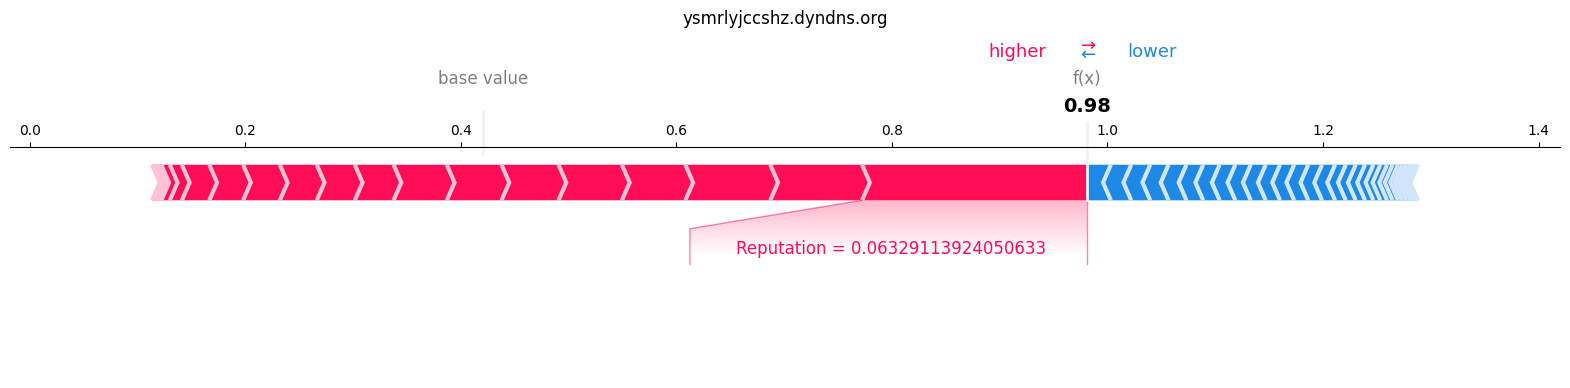 ysmrlyjccshz.dyndns.org
higher ⇄ lower
base value f(x)
0.98
0.0 0.2 0.4 0.6 0.8 1.0 1.2 1.4
Reputation = 0.06329113924050633